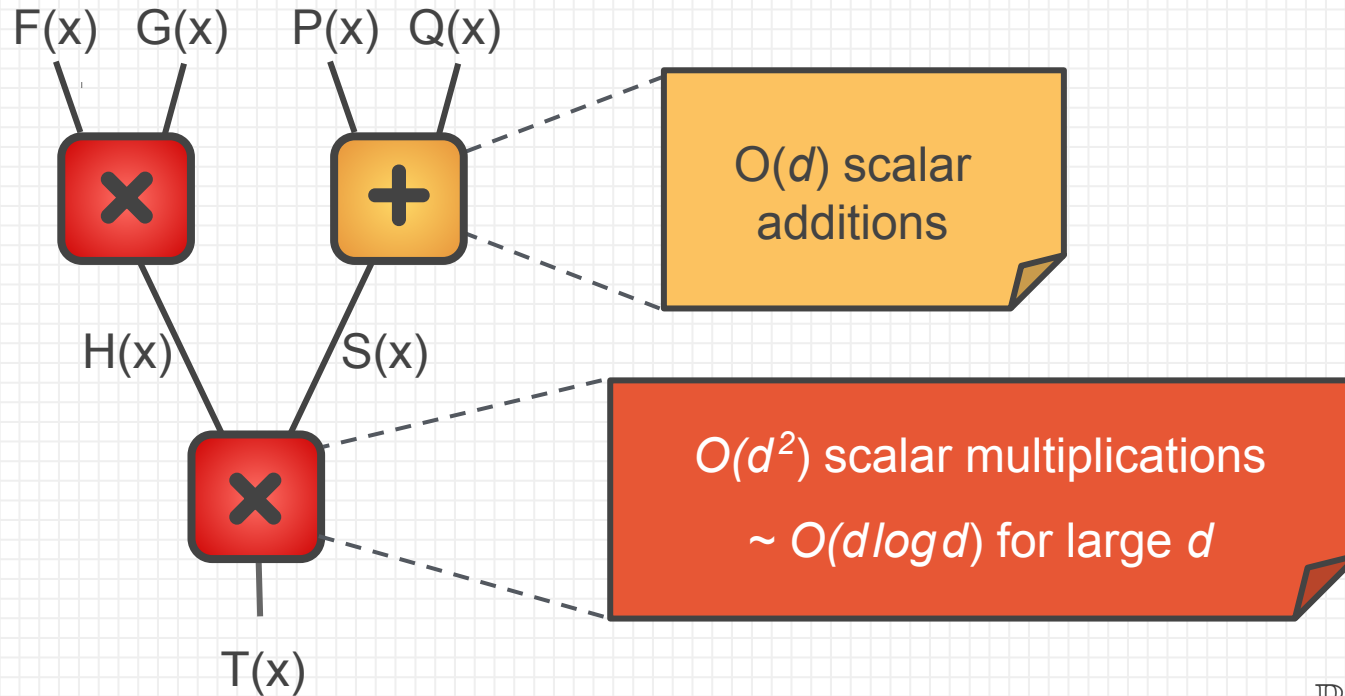 F(x) G(x) P(x) Q(x)
O(d) scalar
additions
H(x) S(x)
O(d²) scalar multiplications
~ O(d log d) for large d
T(x)